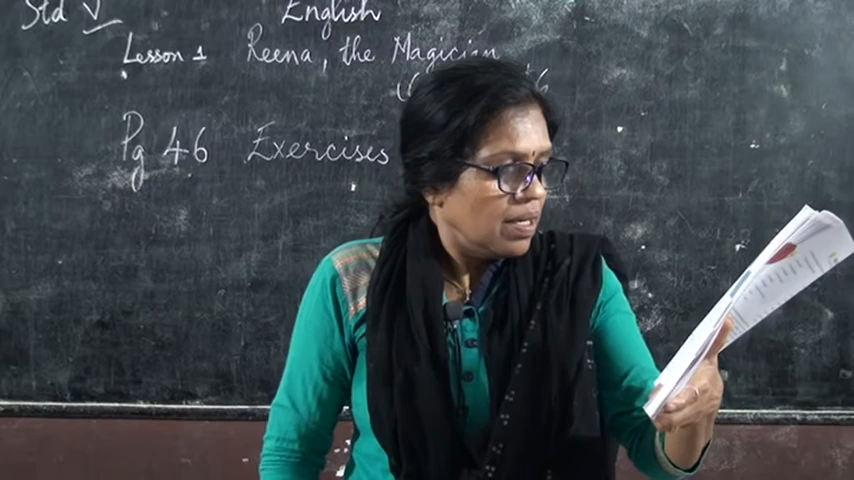 Std V
English
Lesson 1 Reena, the Magician
Pg 46 Exercises